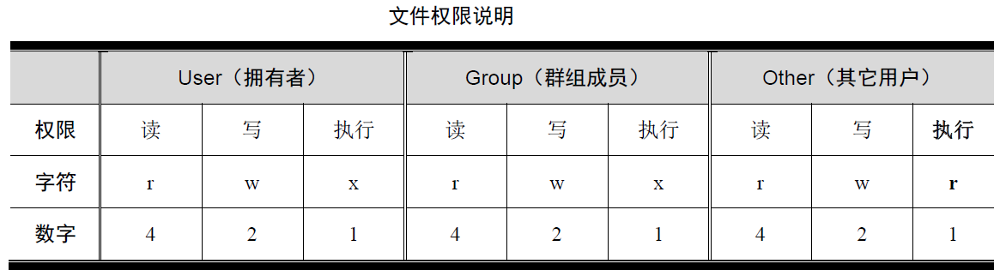 文件权限说明
User（拥有者） Group（群组成员） Other（其它用户）
权限 读 写 执行 读 写 执行 读 写 执行
字符 r w x r w x r w r
数字 4 2 1 4 2 1 4 2 1